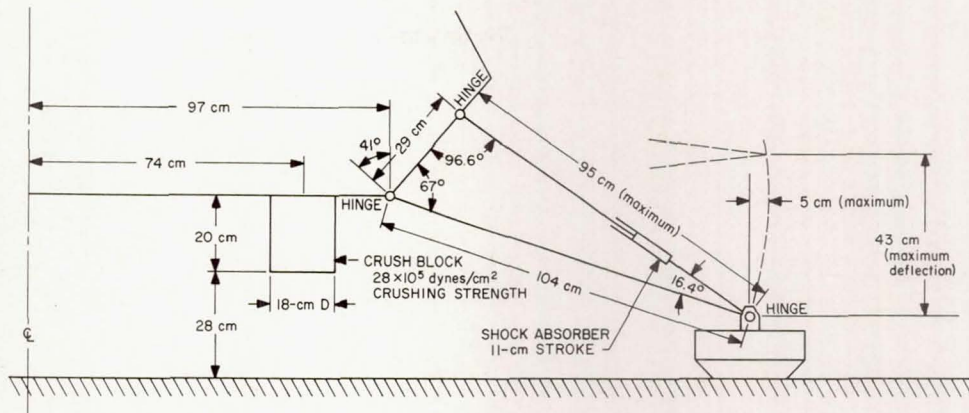 HINGE
97 cm
29 cm
41°
96.6°
74 cm
95 cm (maximum)
67°
5 cm (maximum)
HINGE
43 cm
(maximum
deflection)
20 cm
CRUSH BLOCK
28×10⁵ dynes/cm²
CRUSHING STRENGTH
104 cm
16.4°
18-cm D
HINGE
28 cm
SHOCK ABSORBER
11-cm STROKE
℄